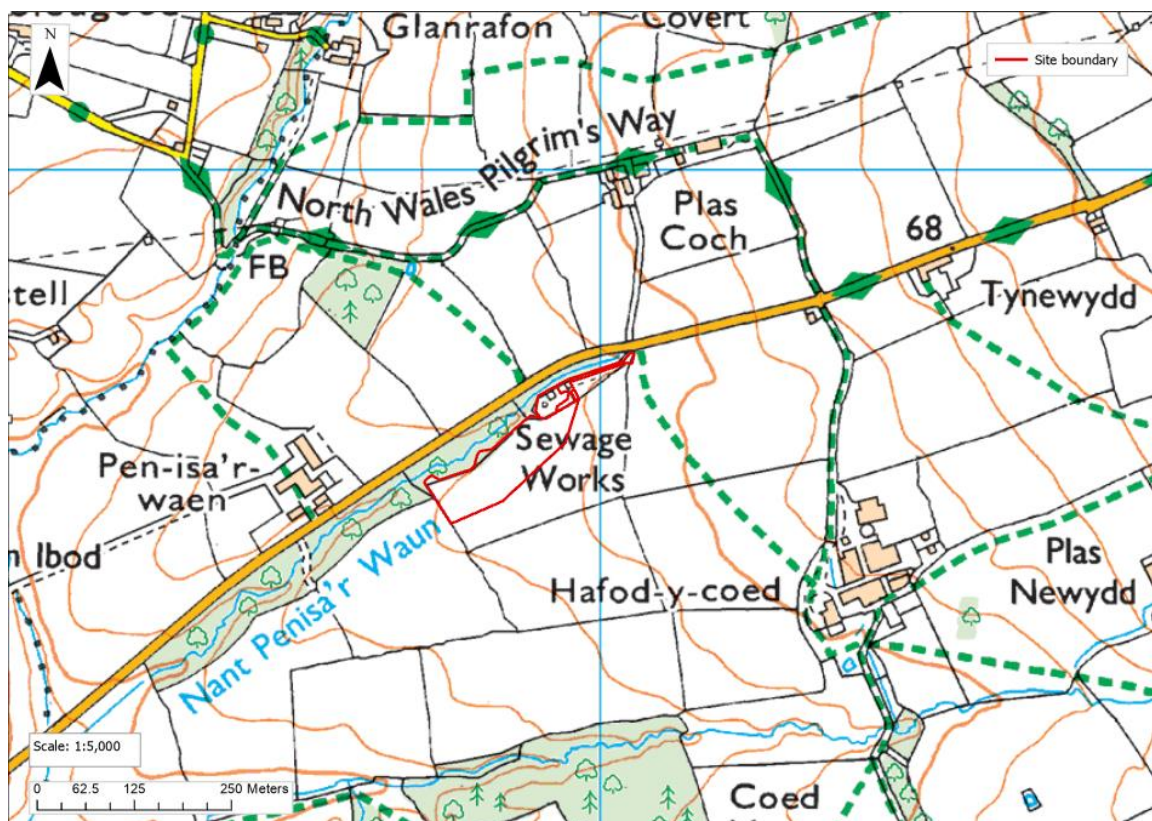 Glanrafon
Covert
N
Site boundary
North Wales Pilgrim's Way
Plas
Coch
68
FB
Tynewydd
stell
Sewage
Works
Pen-isa'r-
waen
n Ibod
Nant Penisa'r Waun
Hafod-y-coed
Plas
Newydd
Scale: 1:5,000
0 62.5 125 250 Meters
Coed